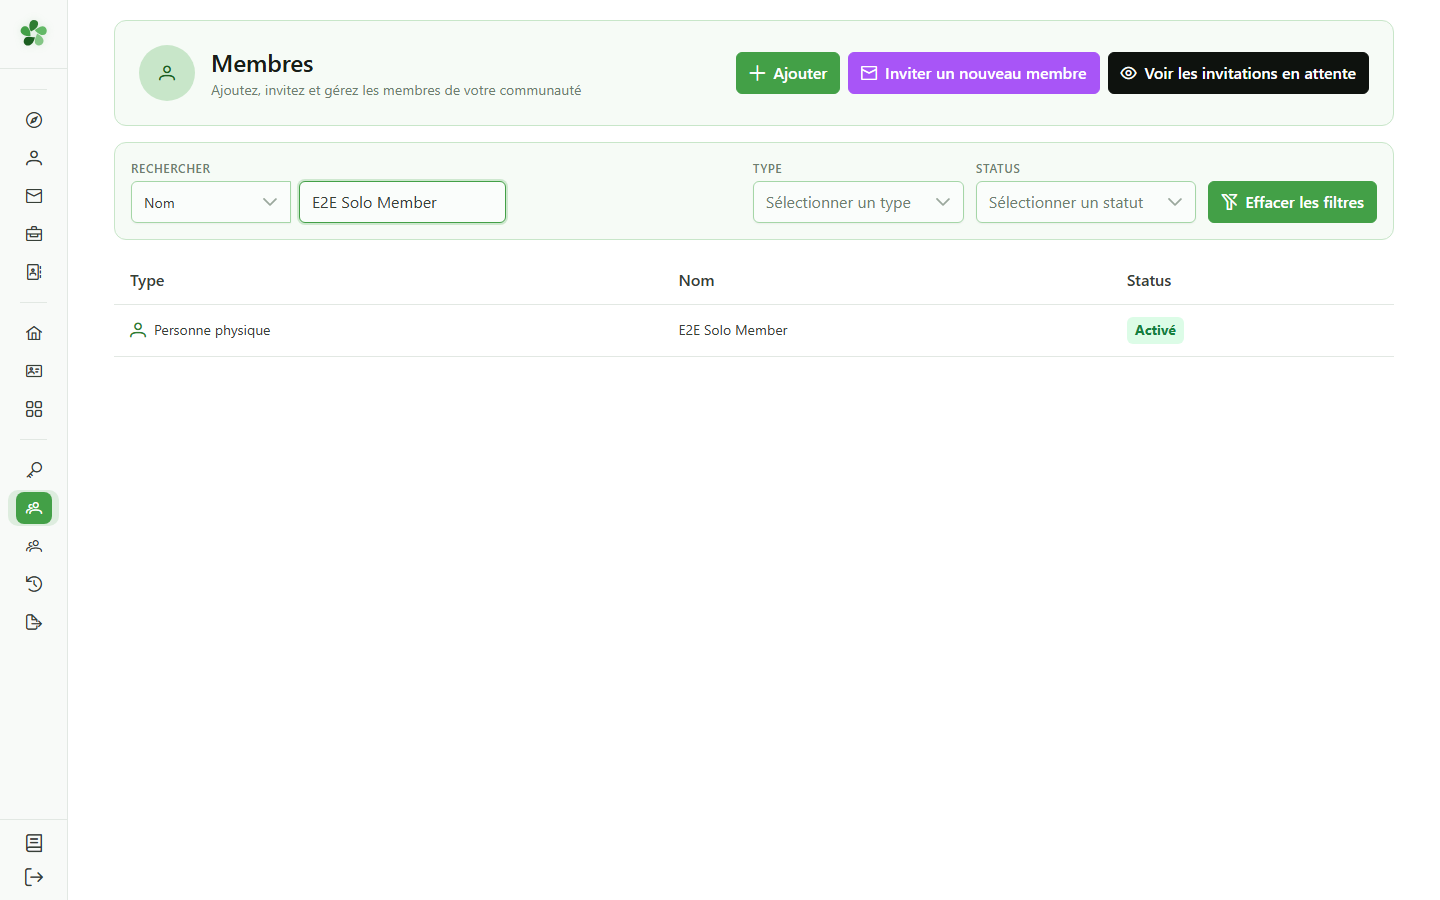 Membres
Ajoutez, invitez et gérez les membres de votre communauté
Ajouter
Inviter un nouveau membre
Voir les invitations en attente
RECHERCHER
TYPE
STATUS
Nom
E2E Solo Member
Sélectionner un type
Sélectionner un statut
Effacer les filtres
Type
Nom
Status
Personne physique
E2E Solo Member
Activé